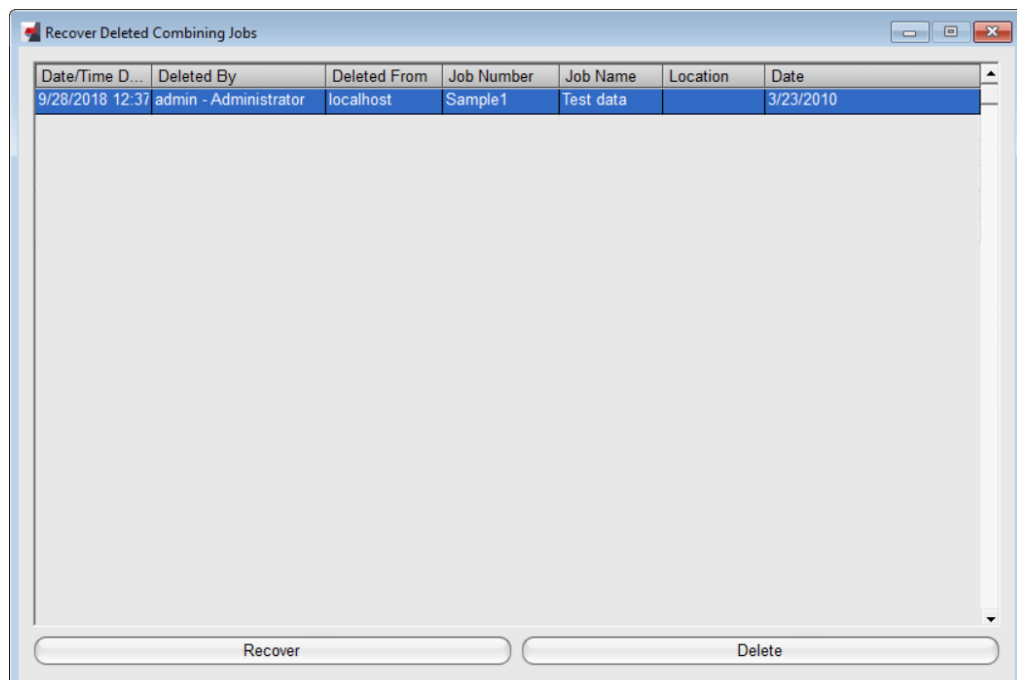 Recover Deleted Combining Jobs
Date/Time D... Deleted By Deleted From Job Number Job Name Location Date
9/28/2018 12:37 admin - Administrator localhost Sample1 Test data 3/23/2010
Recover Delete